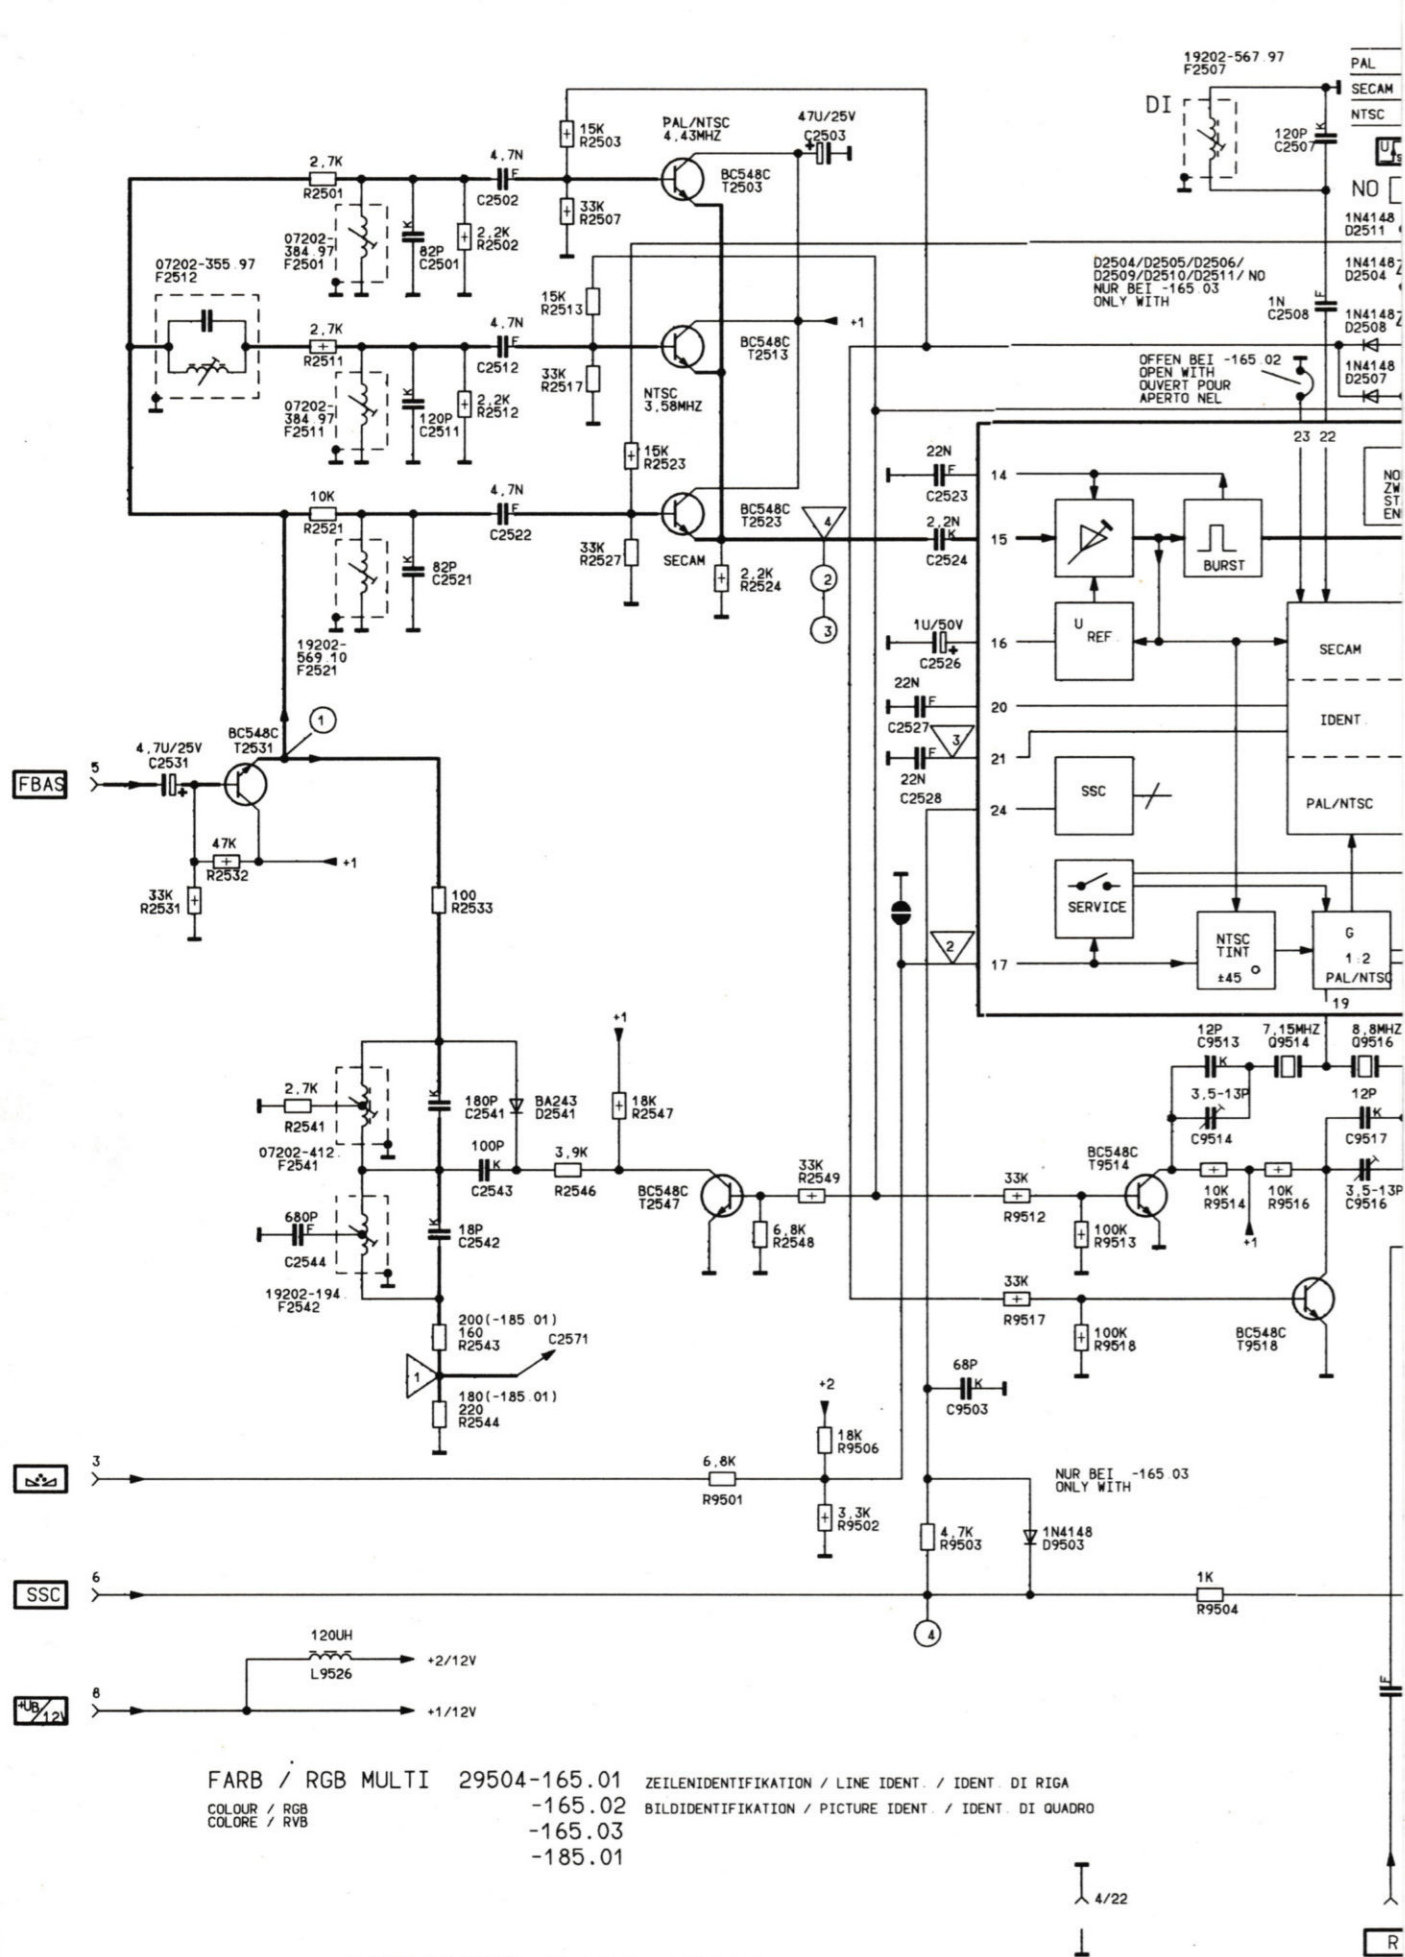 19202-567.97
F2507
PAL
SECAM
NTSC
DI
120P
K
C2507
NO
PAL/NTSC
4,43MHZ
47U/25V
C2503
15K
R2503
2,7K
R2501
4,7N
F
C2502
BC548C
T2503
33K
R2507
07202-
384.97
F2501
K
82P
C2501
2,2K
R2502
07202-355.97
F2512
1N4148
D2511
D2504/D2505/D2506/
D2509/D2510/D2511/ NO
NUR BEI -165.03
ONLY WITH
1N4148
D2504
F
1N
C2508
1N4148
D2508
15K
R2513
2,7K
R2511
4,7N
F
C2512
+1
BC548C
T2513
33K
R2517
NTSC
3,58MHZ
OFFEN BEI -165.02
OPEN WITH
OUVERT POUR
APERTO NEL
1N4148
D2507
07202-
384.97
F2511
K
120P
C2511
2,2K
R2512
15K
R2523
22N
F
C2523
14
23 22
NO
ZW
ST
EN
10K
R2521
4,7N
F
C2522
BC548C
T2523
4
2,2N
K
C2524
15
BURST
33K
R2527
SECAM
2,2K
R2524
2
3
K
82P
C2521
19202-
569.10
F2521
1U/50V
C2526
16
U
REF.
SECAM
22N
F
C2527
20
IDENT.
3
F
22N
C2528
21
24
SSC
PAL/NTSC
1
BC548C
T2531
4,7U/25V
C2531
FBAS
5
47K
R2532
+1
33K
R2531
100
R2533
SERVICE
2
17
NTSC
TINT
±45 °
G
1:2
PAL/NTSC
19
+1
12P
C9513
K
7,15MHZ
Q9514
8,8MHZ
Q9516
2,7K
R2541
07202-412.
F2541
K
180P
C2541
BA243
D2541
18K
R2547
3,5-13P
C9514
12P
K
C9517
100P
K
C2543
3,9K
R2546
BC548C
T2547
33K
R2549
33K
R9512
BC548C
T9514
10K
R9514
10K
R9516
3,5-13P
C9516
680P
F
C2544
19202-194.
F2542
K
18P
C2542
6,8K
R2548
100K
R9513
+1
33K
R9517
100K
R9518
BC548C
T9518
200(-185.01)
160
R2543
C2571
1
180(-185.01)
220
R2544
68P
K
C9503
+2
18K
R9506
3
6,8K
R9501
3,3K
R9502
NUR BEI -165.03
ONLY WITH
4,7K
R9503
1N4148
D9503
SSC
6
1K
R9504
4
120UH
L9526
+2/12V
+UB/12V
8
+1/12V
F
FARB / RGB MULTI 29504-165.01 ZEILENIDENTIFIKATION / LINE IDENT. / IDENT. DI RIGA
COLOUR / RGB -165.02 BILDIDENTIFIKATION / PICTURE IDENT. / IDENT. DI QUADRO
COLORE / RVB
-165.03
-185.01
4/22
R